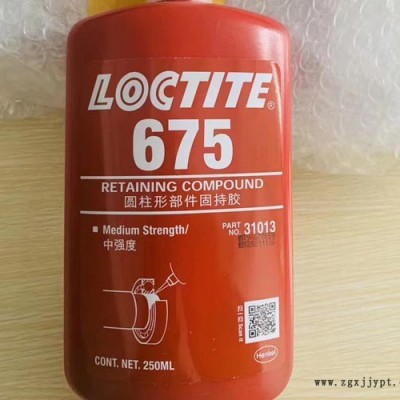 LOCTITE®
675
RETAINING COMPOUND
圆柱形部件固持胶
Medium Strength/
中强度
PART NO. 31013
CONT. NET. 250ML
Henkel
www.zgxjjypt.com